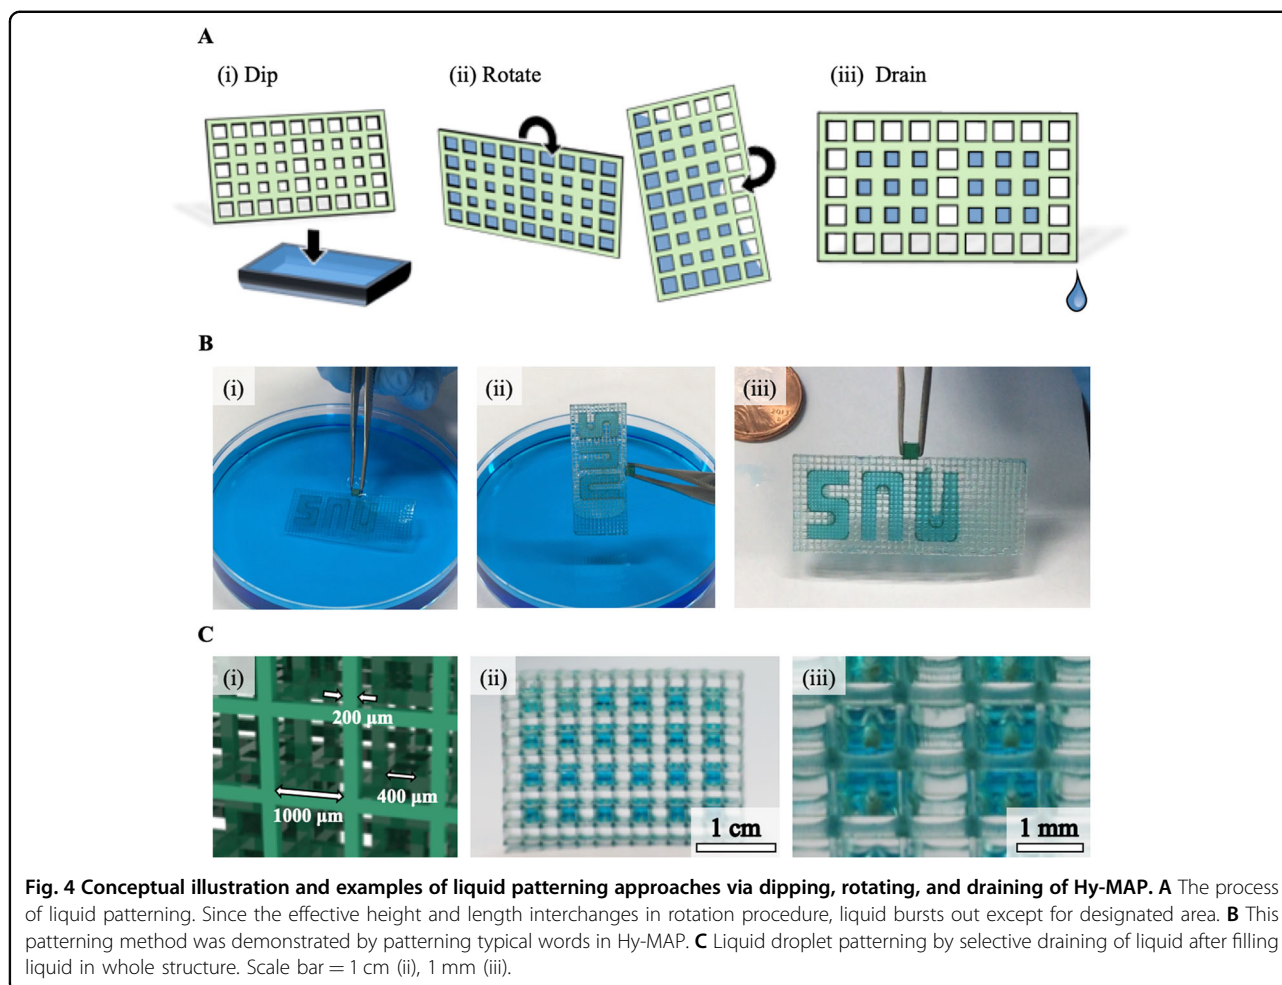 A
(i) Dip
(ii) Rotate
(iii) Drain
B
(i)
(ii)
(iii)
SNU
SNU
2013
SNU
C
(i)
200 μm
400 μm
1000 μm
(ii)
1 cm
(iii)
1 mm
Fig. 4 Conceptual illustration and examples of liquid patterning approaches via dipping, rotating, and draining of Hy-MAP. A The process
of liquid patterning. Since the effective height and length interchanges in rotation procedure, liquid bursts out except for designated area. B This
patterning method was demonstrated by patterning typical words in Hy-MAP. C Liquid droplet patterning by selective draining of liquid after filling
liquid in whole structure. Scale bar = 1 cm (ii), 1 mm (iii).